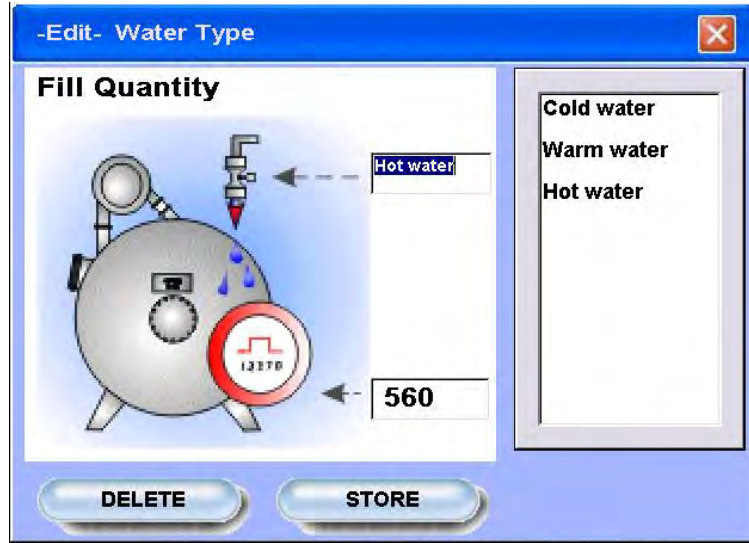 -Edit- Water Type
Fill Quantity
Hot water
560
Cold water
Warm water
Hot water
DELETE
STORE